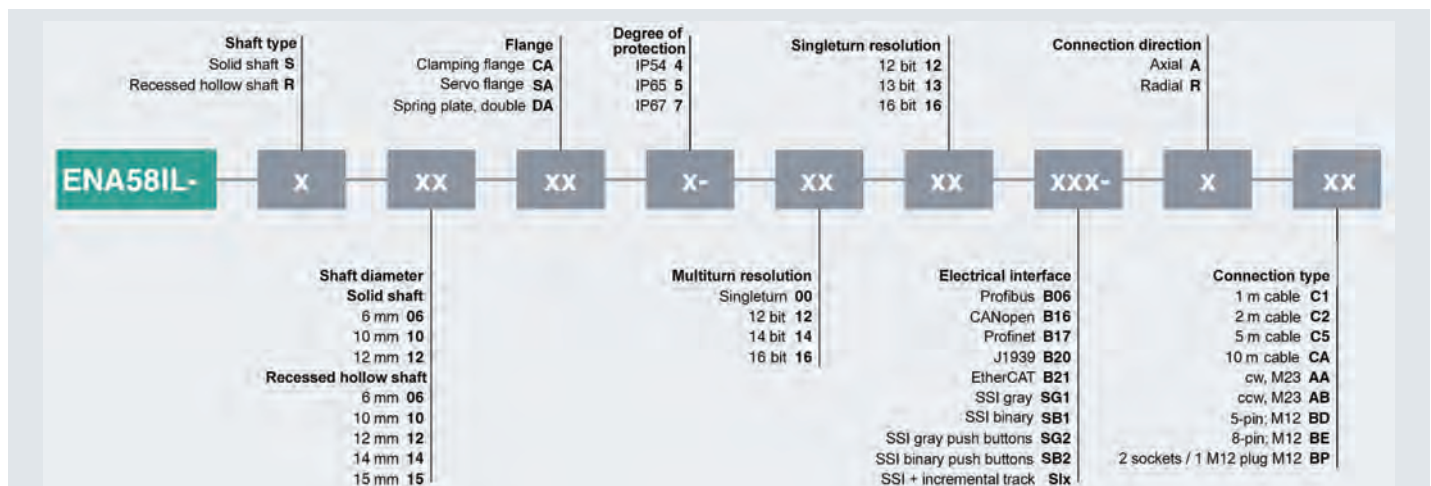 Shaft type
Solid shaft S
Recessed hollow shaft R
Flange
Clamping flange CA
Servo flange SA
Spring plate, double DA
Degree of
protection
IP54 4
IP65 5
IP67 7
Singleturn resolution
12 bit 12
13 bit 13
16 bit 16
Connection direction
Axial A
Radial R
ENA58IL- x xx xx x- xx xx xxx- x xx
Shaft diameter
Solid shaft
6 mm 06
10 mm 10
12 mm 12
Recessed hollow shaft
6 mm 06
10 mm 10
12 mm 12
14 mm 14
15 mm 15
Multiturn resolution
Singleturn 00
12 bit 12
14 bit 14
16 bit 16
Electrical interface
Profibus B06
CANopen B16
Profinet B17
J1939 B20
EtherCAT B21
SSI gray SG1
SSI binary SB1
SSI gray push buttons SG2
SSI binary push buttons SB2
SSI + incremental track SIx
Connection type
1 m cable C1
2 m cable C2
5 m cable C5
10 m cable CA
cw, M23 AA
ccw, M23 AB
5-pin; M12 BD
8-pin; M12 BE
2 sockets / 1 M12 plug M12 BP